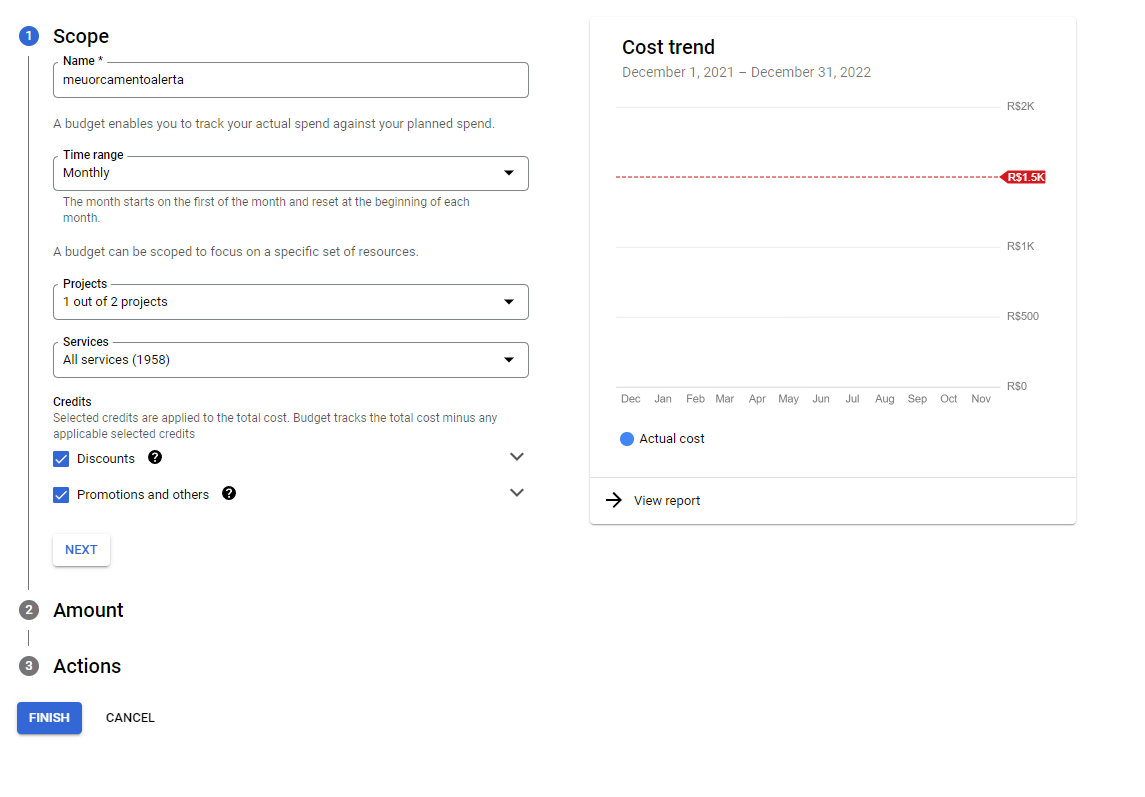 1 Scope
Name *
meuorcamentoalerta
A budget enables you to track your actual spend against your planned spend.
Time range
Monthly
The month starts on the first of the month and reset at the beginning of each
month.
A budget can be scoped to focus on a specific set of resources.
Projects
1 out of 2 projects
Services
All services (1958)
Credits
Selected credits are applied to the total cost. Budget tracks the total cost minus any
applicable selected credits
Discounts ?
Promotions and others ?
NEXT
2 Amount
3 Actions
FINISH CANCEL
Cost trend
December 1, 2021 – December 31, 2022
R$2K
R$1.5K
R$1K
R$500
R$0
Dec Jan Feb Mar Apr May Jun Jul Aug Sep Oct Nov
Actual cost
View report